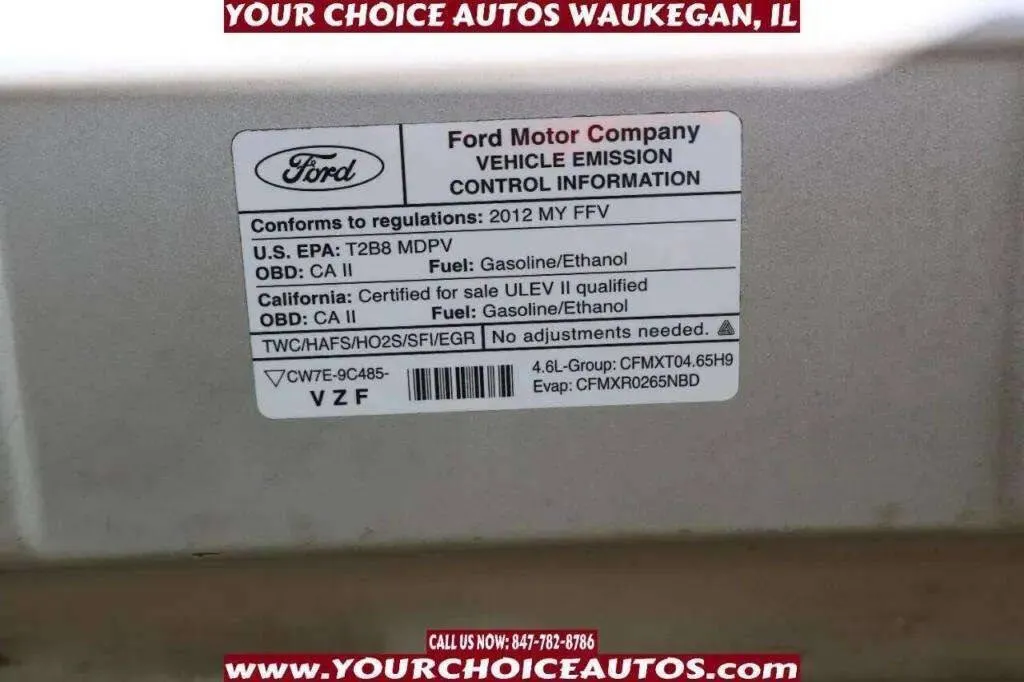 YOUR CHOICE AUTOS WAUKEGAN, IL
Ford
Ford Motor Company
VEHICLE EMISSION
CONTROL INFORMATION
Conforms to regulations: 2012 MY FFV
U.S. EPA: T2B8 MDPV
OBD: CA II Fuel: Gasoline/Ethanol
California: Certified for sale ULEV II qualified
OBD: CA II Fuel: Gasoline/Ethanol
TWC/HAFS/HO2S/SFI/EGR No adjustments needed.
CW7E-9C485-
VZF
4.6L-Group: CFMXT04.65H9
Evap: CFMXR0265NBD
CALL US NOW: 847-782-8786
WWW.YOURCHOICEAUTOS.com